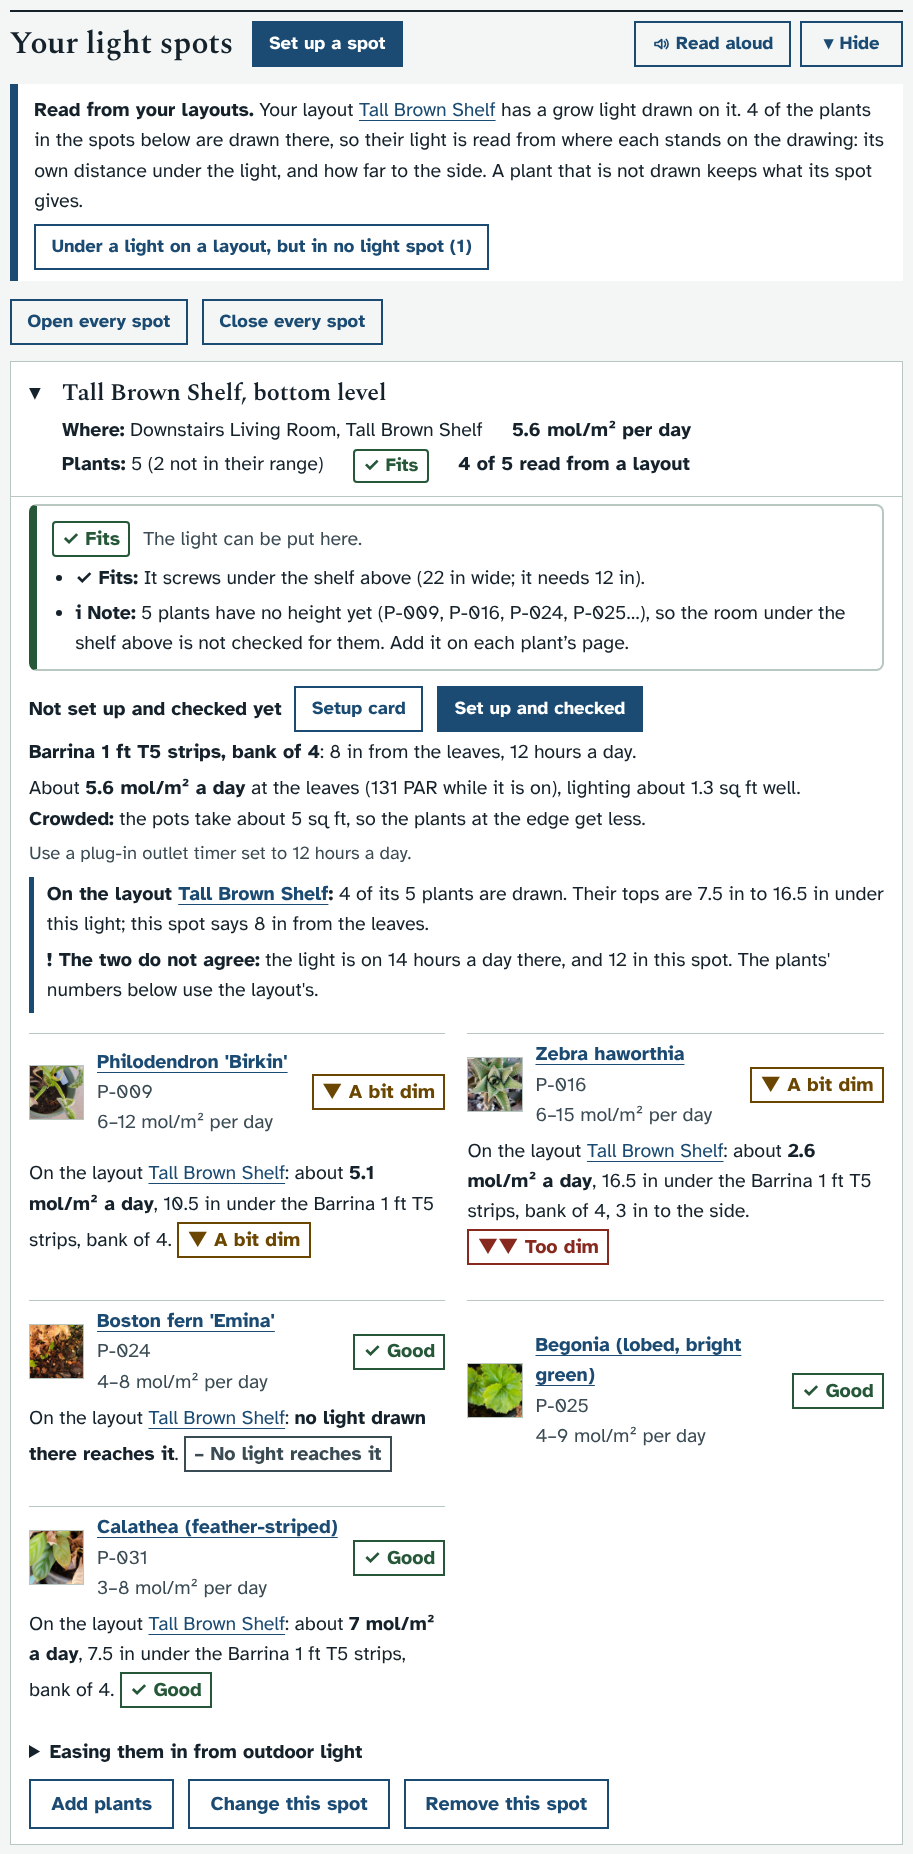 Your light spots
Set up a spot
Read aloud
▼ Hide
Read from your layouts. Your layout Tall Brown Shelf has a grow light drawn on it. 4 of the plants
in the spots below are drawn there, so their light is read from where each stands on the drawing: its
own distance under the light, and how far to the side. A plant that is not drawn keeps what its spot
gives.
Under a light on a layout, but in no light spot (1)
Open every spot
Close every spot
▼ Tall Brown Shelf, bottom level
Where: Downstairs Living Room, Tall Brown Shelf 5.6 mol/m² per day
Plants: 5 (2 not in their range) ✓ Fits 4 of 5 read from a layout
✓ Fits The light can be put here.
• ✓ Fits: It screws under the shelf above (22 in wide; it needs 12 in).
• i Note: 5 plants have no height yet (P-009, P-016, P-024, P-025…), so the room under the
shelf above is not checked for them. Add it on each plant’s page.
Not set up and checked yet
Setup card
Set up and checked
Barrina 1 ft T5 strips, bank of 4: 8 in from the leaves, 12 hours a day.
About 5.6 mol/m² a day at the leaves (131 PAR while it is on), lighting about 1.3 sq ft well.
Crowded: the pots take about 5 sq ft, so the plants at the edge get less.
Use a plug-in outlet timer set to 12 hours a day.
On the layout Tall Brown Shelf: 4 of its 5 plants are drawn. Their tops are 7.5 in to 16.5 in under
this light; this spot says 8 in from the leaves.
! The two do not agree: the light is on 14 hours a day there, and 12 in this spot. The plants'
numbers below use the layout's.
Philodendron 'Birkin'
P-009
6–12 mol/m² per day
▼ A bit dim
On the layout Tall Brown Shelf: about 5.1
mol/m² a day, 10.5 in under the Barrina 1 ft T5
strips, bank of 4. ▼ A bit dim
Zebra haworthia
P-016
6–15 mol/m² per day
▼ A bit dim
On the layout Tall Brown Shelf: about 2.6
mol/m² a day, 16.5 in under the Barrina 1 ft T5
strips, bank of 4, 3 in to the side.
▼▼ Too dim
Boston fern 'Emina'
P-024
4–8 mol/m² per day
✓ Good
On the layout Tall Brown Shelf: no light drawn
there reaches it. – No light reaches it
Begonia (lobed, bright
green)
P-025
4–9 mol/m² per day
✓ Good
Calathea (feather-striped)
P-031
3–8 mol/m² per day
✓ Good
On the layout Tall Brown Shelf: about 7 mol/m²
a day, 7.5 in under the Barrina 1 ft T5 strips,
bank of 4. ✓ Good
▶ Easing them in from outdoor light
Add plants
Change this spot
Remove this spot